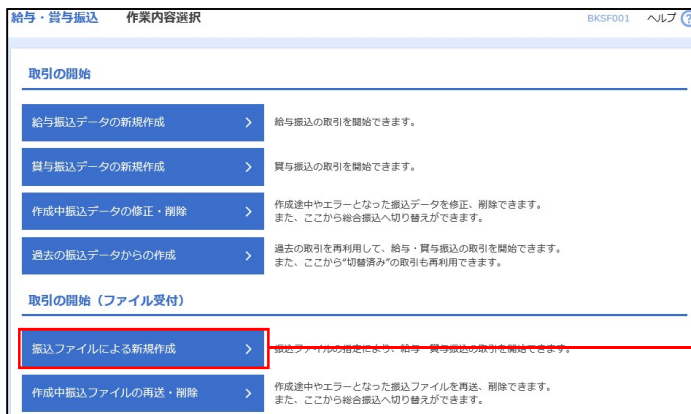 給与・賞与振込 作業内容選択 BKSF001 ヘルプ ?
取引の開始
給与振込データの新規作成 給与振込の取引を開始できます。
賞与振込データの新規作成 賞与振込の取引を開始できます。
作成中振込データの修正・削除 作成途中やエラーとなった振込データを修正、削除できます。
また、ここから総合振込へ切り替えができます。
過去の振込データからの作成 過去の取引を再利用して、給与・賞与振込の取引を開始できます。
また、ここから“切替済み”の取引も再利用できます。
取引の開始（ファイル受付）
振込ファイルによる新規作成 振込ファイルの指定により、給与・賞与振込の取引を開始できます。
作成中振込ファイルの再送・削除 作成途中やエラーとなった振込ファイルを再送、削除できます。
また、ここから総合振込へ切り替えができます。